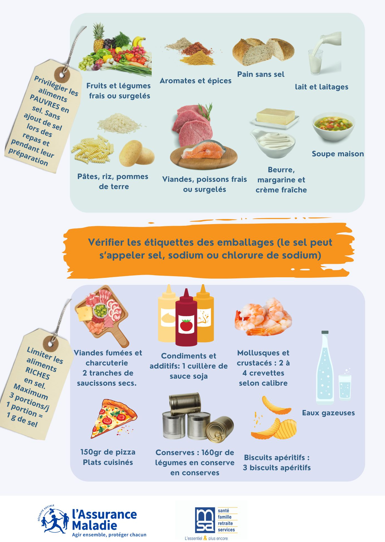 Privilégier les
aliments
PAUVRES en
sel. Sans
ajout de sel
lors des
repas et
pendant leur
préparation
Fruits et légumes
frais ou surgelés
Aromates et épices
Pain sans sel
lait et laitages
Pâtes, riz, pommes
de terre
Viandes, poissons frais
ou surgelés
Beurre,
margarine et
crème fraîche
Soupe maison
Vérifier les étiquettes des emballages (le sel peut
s'appeler sel, sodium ou chlorure de sodium)
Limiter les
aliments
RICHES
en sel.
Maximum
3 portions/j
1 portion =
1 g de sel
Viandes fumées et
charcuterie
2 tranches de
saucissons secs.
Condiments et
additifs: 1 cuillère de
sauce soja
Mollusques et
crustacés : 2 à
4 crevettes
selon calibre
Eaux gazeuses
150gr de pizza
Plats cuisinés
Conserves : 160gr de
légumes en conserve
en conserves
Biscuits apéritifs :
3 biscuits apéritifs
l'Assurance
Maladie
Agir ensemble, protéger chacun
msa
santé
famille
retraite
services
L'essentiel & plus encore